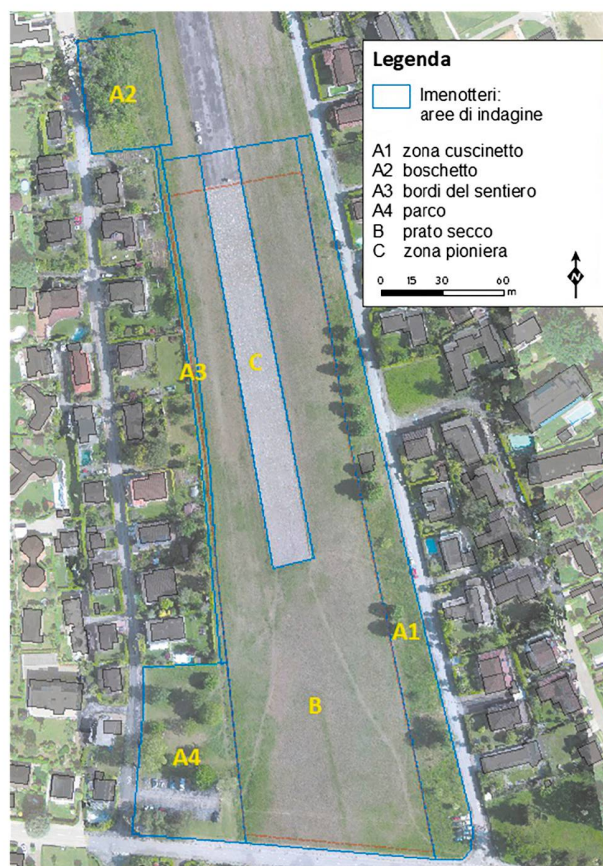 Legenda
Imenotteri:
aree di indagine
A1 zona cuscinetto
A2 boschetto
A3 bordi del sentiero
A4 parco
B prato secco
C zona pioniera
0 15 30 60
m
N
A2
A3
C
A1
B
A4